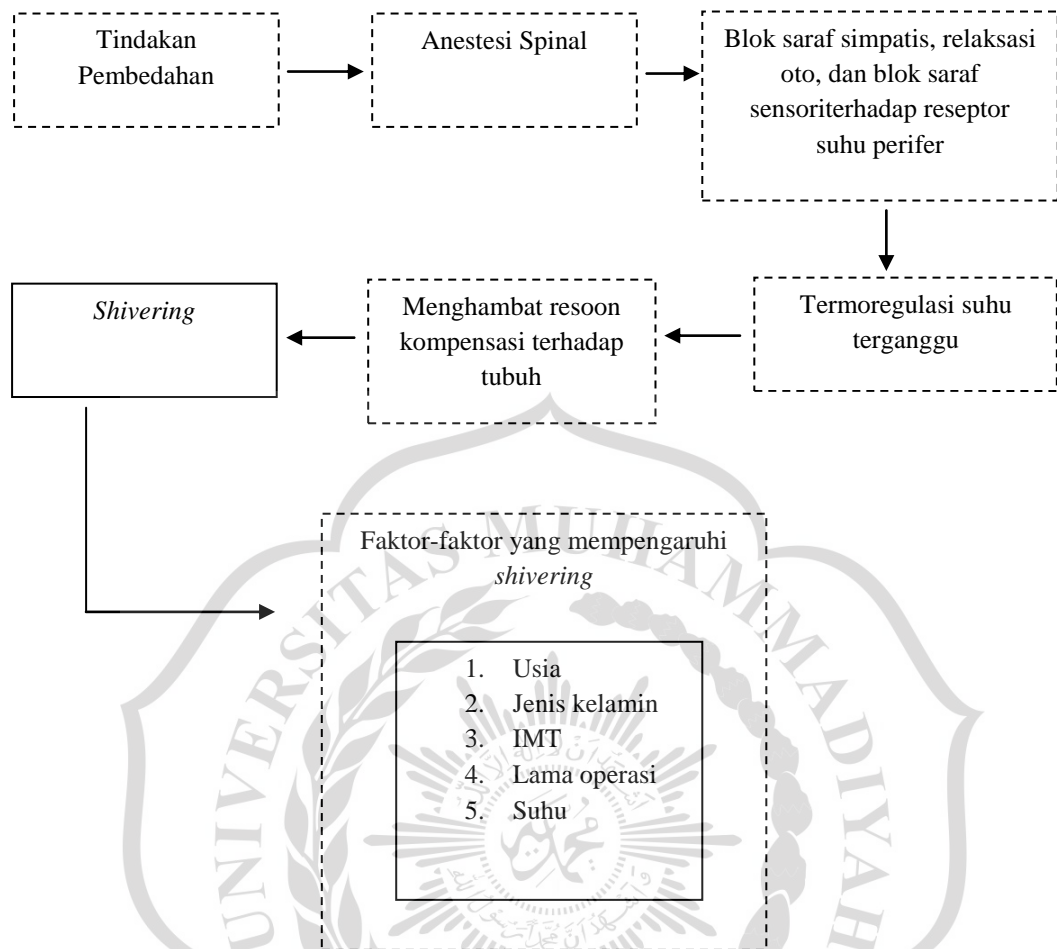 Tindakan
Pembedahan
Anestesi Spinal
Blok saraf simpatis, relaksasi
oto, dan blok saraf
sensoriterhadap reseptor
suhu perifer
Shivering
Menghambat resoon
kompensasi terhadap
tubuh
Termoregulasi suhu
terganggu
Faktor-faktor yang mempengaruhi
shivering
1. Usia
2. Jenis kelamin
3. IMT
4. Lama operasi
5. Suhu
UNIVERSITAS MUHAMMADIYAH